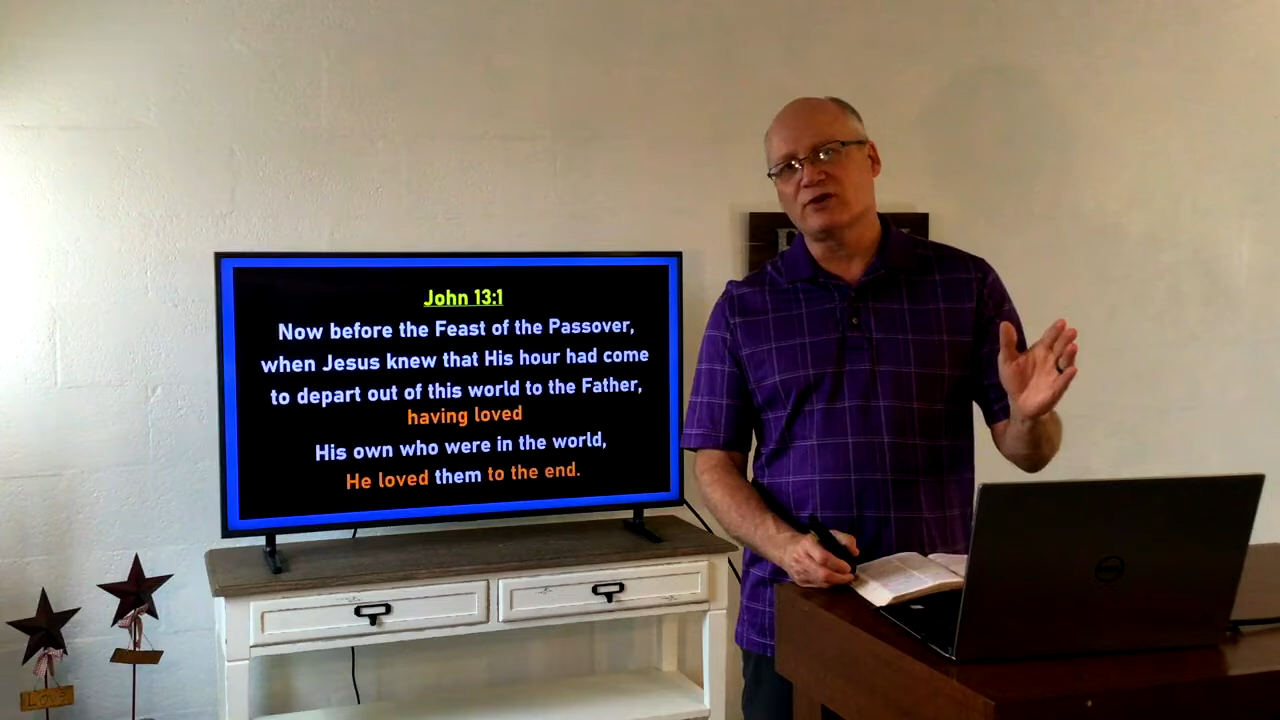 John 13:1
Now before the Feast of the Passover,
when Jesus knew that His hour had come
to depart out of this world to the Father,
having loved
His own who were in the world,
He loved them to the end.
Love
DELL